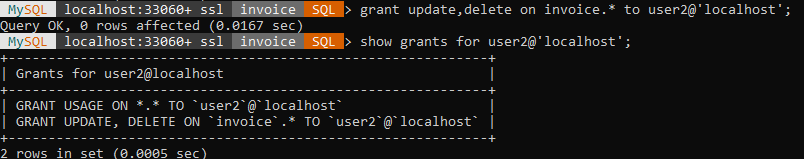 MySQL localhost:33060+ ssl invoice SQL > grant update,delete on invoice.* to user2@'localhost';
Query OK, 0 rows affected (0.0167 sec)
MySQL localhost:33060+ ssl invoice SQL > show grants for user2@'localhost';
+-----------------------------------------------------------+
| Grants for user2@localhost                                |
+-----------------------------------------------------------+
| GRANT USAGE ON *.* TO `user2`@`localhost`                 |
| GRANT UPDATE, DELETE ON `invoice`.* TO `user2`@`localhost` |
+-----------------------------------------------------------+
2 rows in set (0.0005 sec)